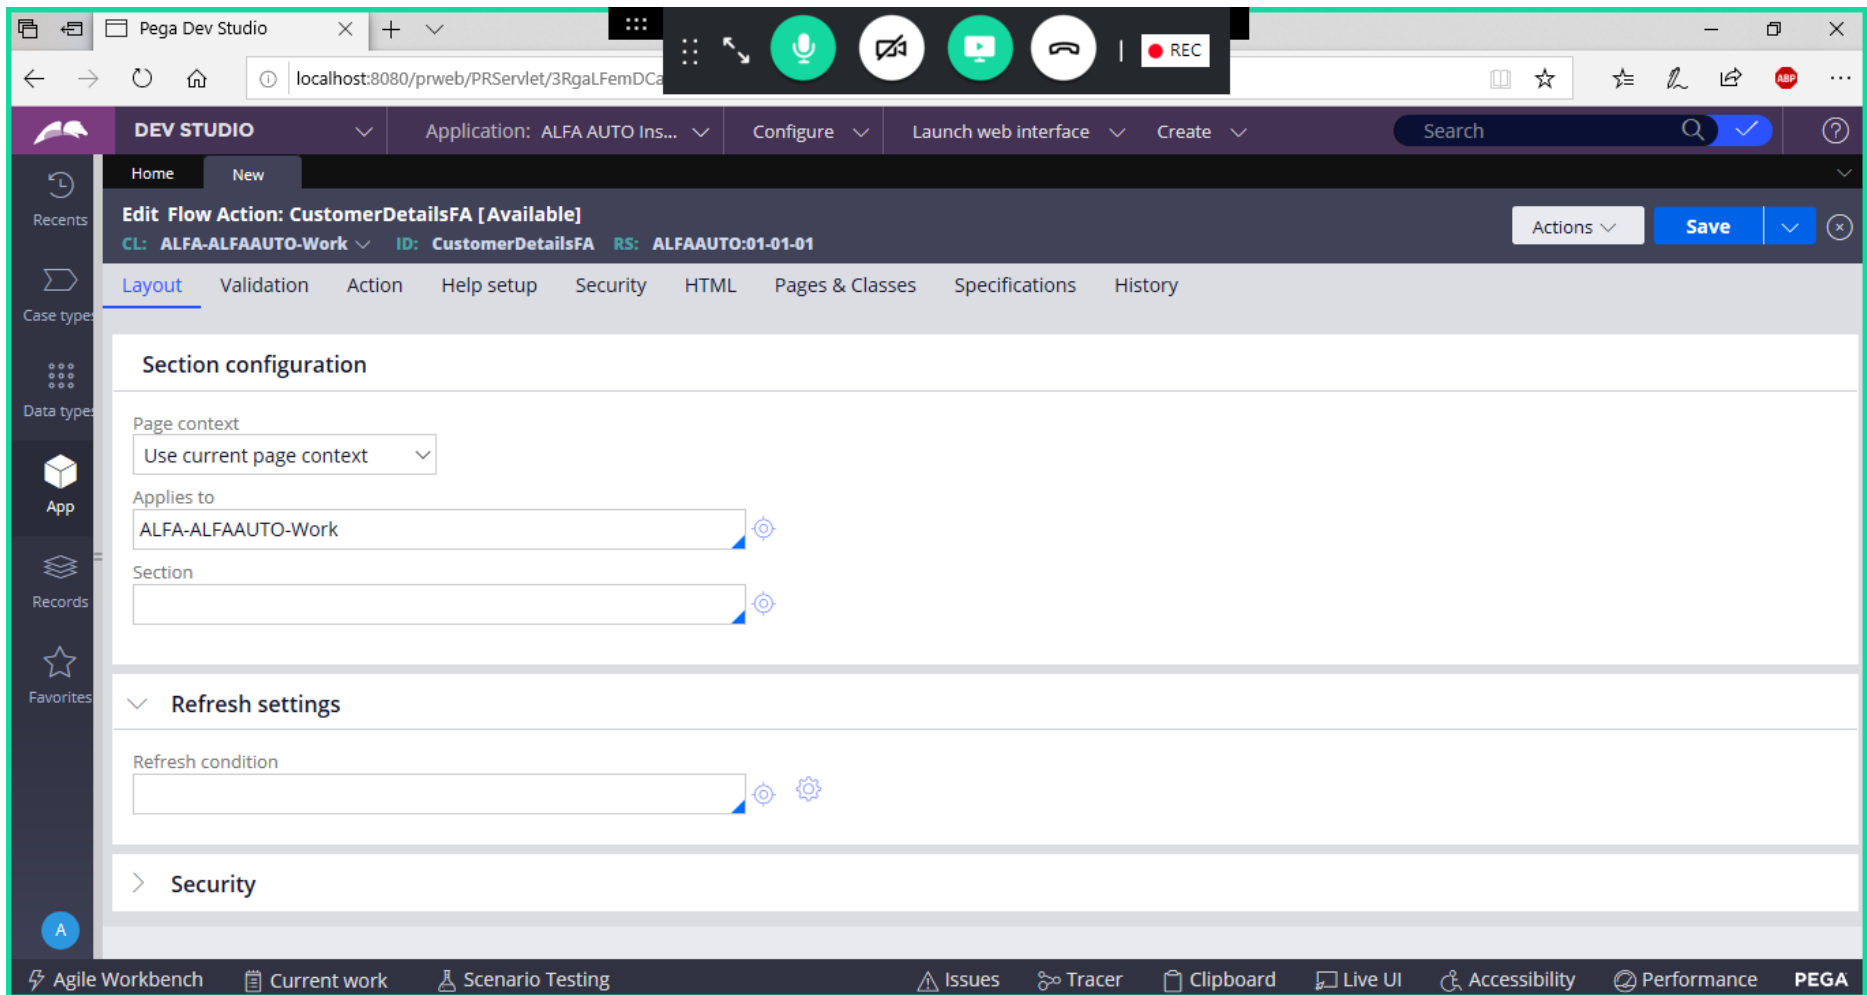 Pega Dev Studio
REC
localhost:8080/prweb/PRServlet/3RgaLFemDCa
ABP
DEV STUDIO
Application: ALFA AUTO Ins...
Configure
Launch web interface
Create
Search
Home
New
Recents
Edit Flow Action: CustomerDetailsFA [Available]
CL: ALFA-ALFAAUTO-Work ID: CustomerDetailsFA RS: ALFAAUTO:01-01-01
Actions
Save
Layout
Validation
Action
Help setup
Security
HTML
Pages & Classes
Specifications
History
Case types
Section configuration
Data types
Page context
Use current page context
App
Applies to
ALFA-ALFAAUTO-Work
Section
Records
Favorites
Refresh settings
Refresh condition
Security
A
Agile Workbench
Current work
Scenario Testing
Issues
Tracer
Clipboard
Live UI
Accessibility
Performance
PEGA